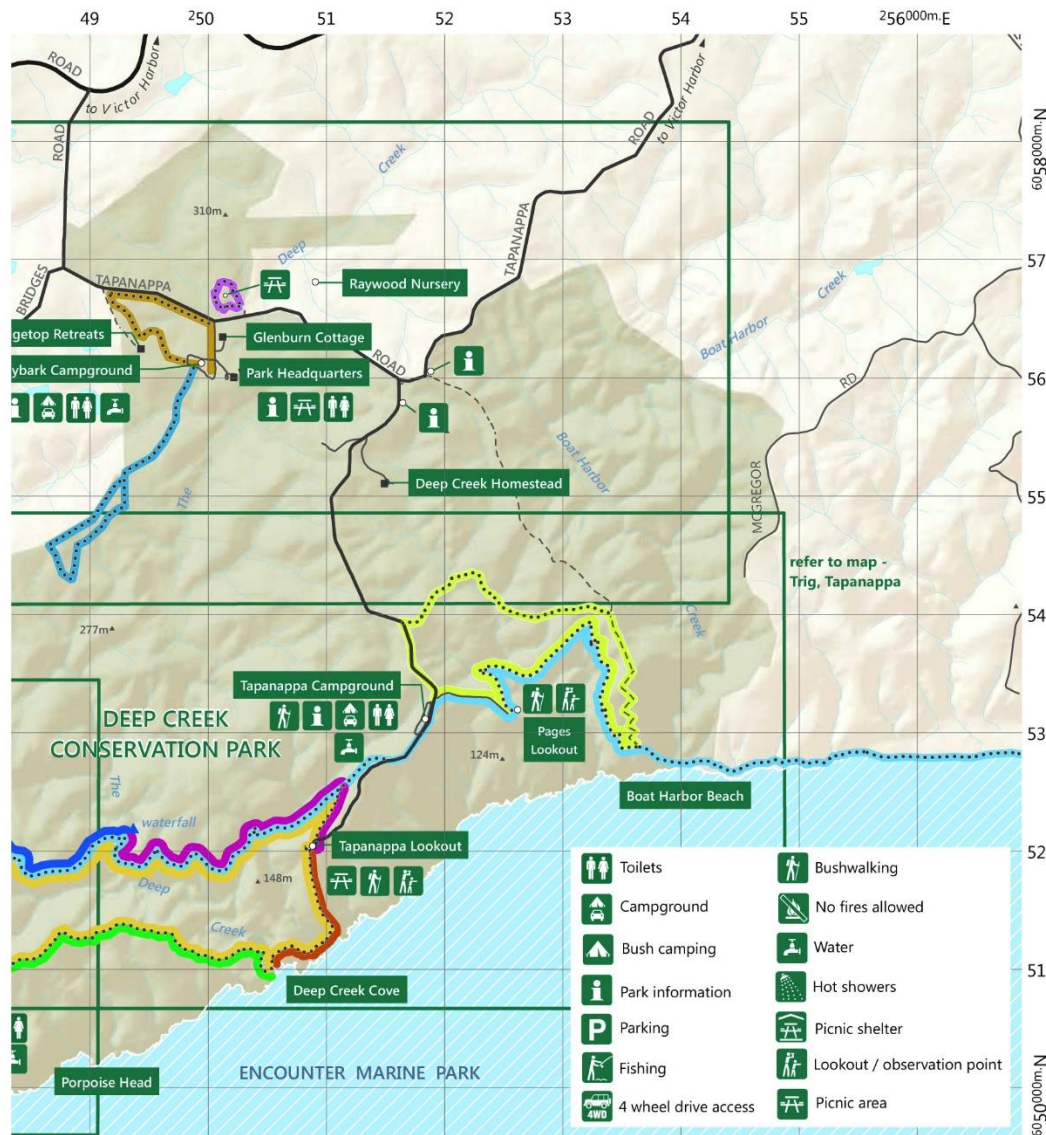 49 ²50 51 52 53 54 55 256⁰⁰⁰m. E
ROAD
to Victor Harbor
ROAD
ROAD
to Victor Harbor
6058⁰⁰⁰m. N
Creek
310m
Deep
TAPANAPPA
57
TAPANAPPA
Raywood Nursery
Creek
BRIDGES
getop Retreats
Glenburn Cottage
Boat Harbor
ROAD
ybark Campground
Park Headquarters
RD
56
Boat Harbor
The
Deep Creek Homestead
MCGREGOR
55
refer to map -
Trig, Tapanappa
277m
Creek
54
Tapanappa Campground
DEEP CREEK
CONSERVATION PARK
Pages
Lookout
124m
53
The
waterfall
Boat Harbor Beach
Tapanappa Lookout
52
Deep
148m
Creek
Deep Creek Cove
51
Porpoise Head
ENCOUNTER MARINE PARK
6050⁰⁰⁰m. N
Toilets
Campground
Bush camping
Park information
P
Parking
Fishing
4WD
4 wheel drive access
Bushwalking
No fires allowed
Water
Hot showers
Picnic shelter
Lookout / observation point
Picnic area